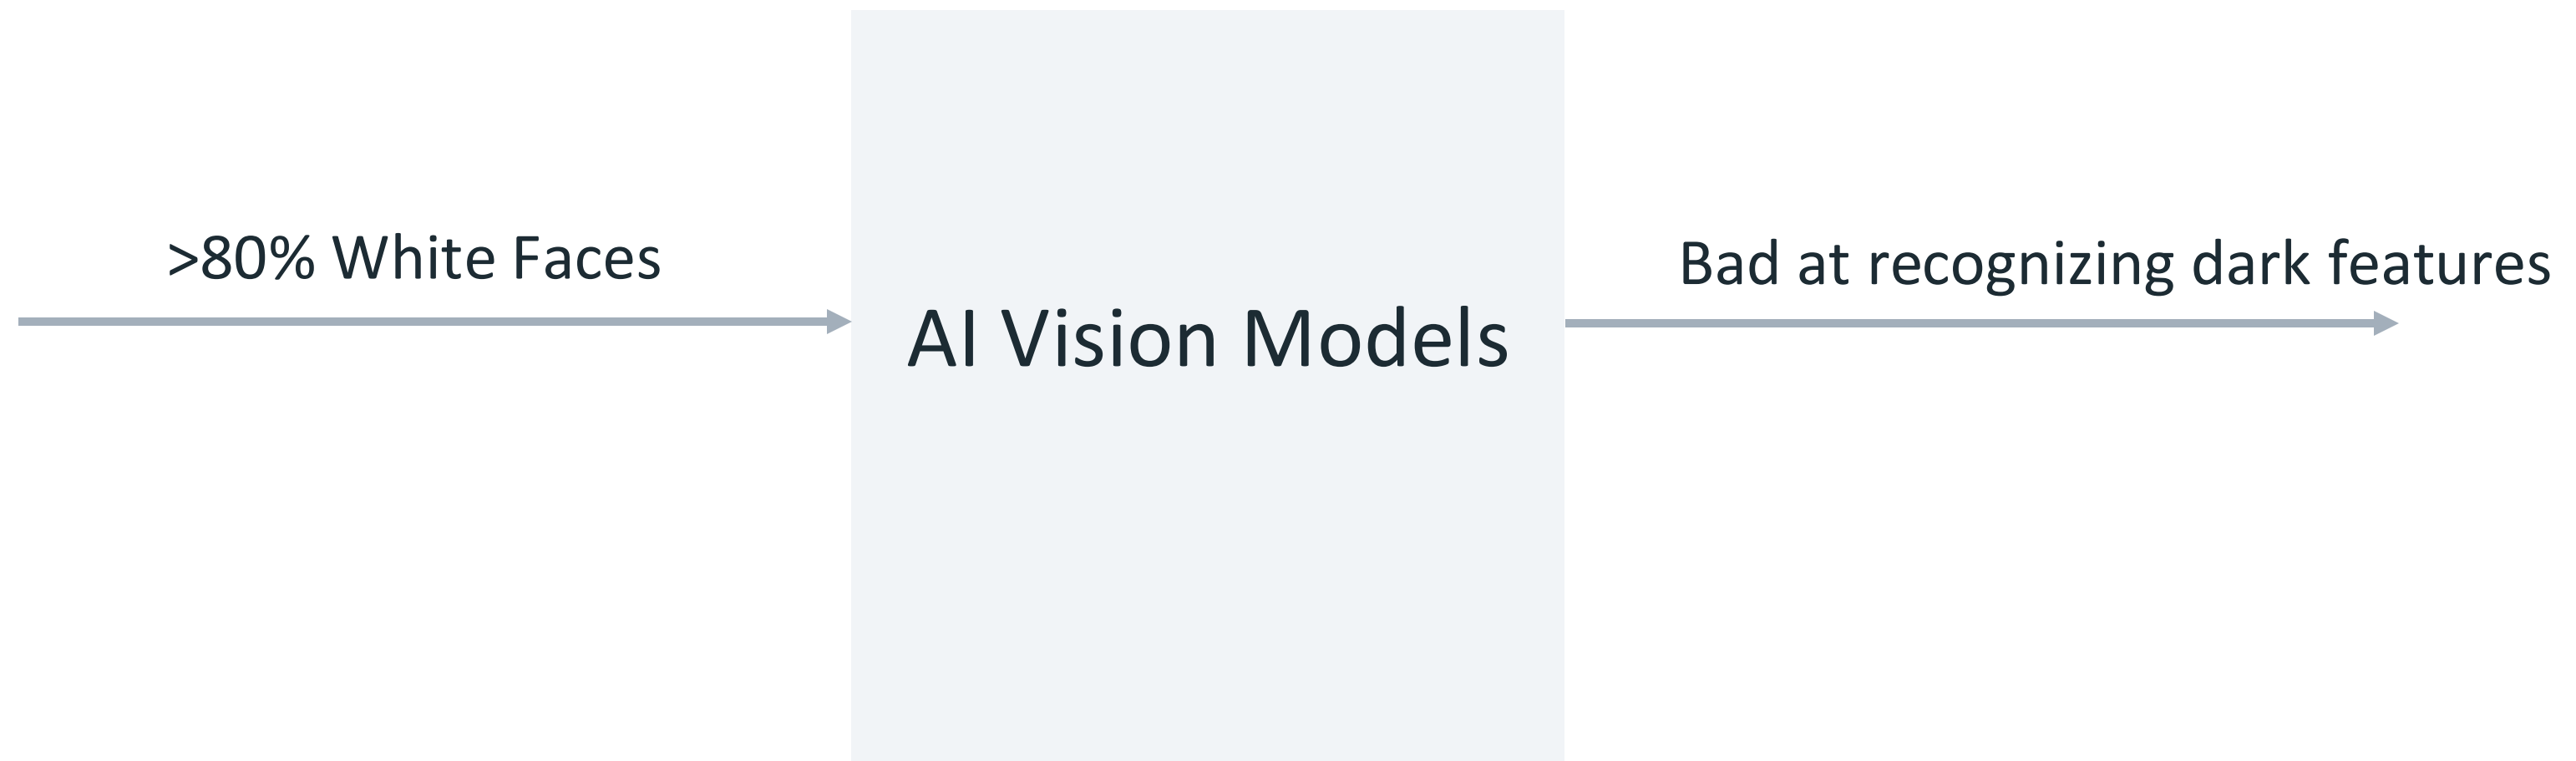 >80% White Faces
AI Vision Models
Bad at recognizing dark features